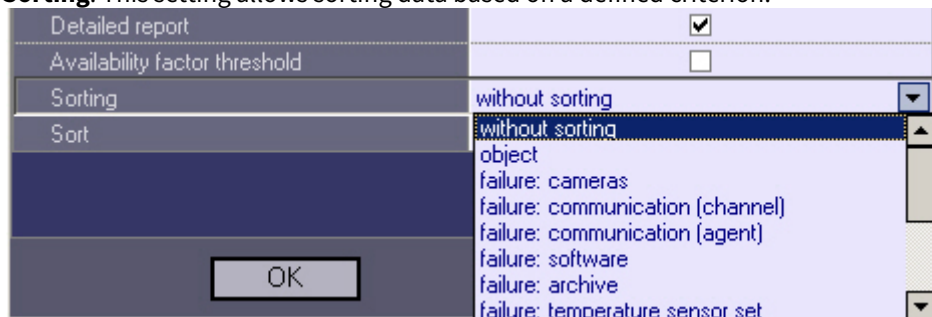 Sorting. This setting allows sorting data based on a defined criterion.
Detailed report
Availability factor threshold
Sorting without sorting
Sort without sorting
object
failure: cameras
failure: communication (channel)
failure: communication (agent)
failure: software
OK failure: archive
failure: temperature sensor set